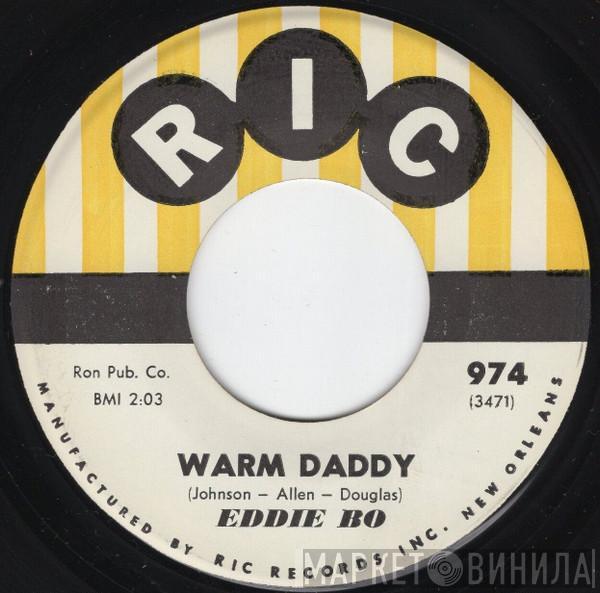 RIC
Ron Pub. Co.
BMI 2:03
974
(3471)
WARM DADDY
(Johnson – Allen – Douglas)
EDDIE BO
MANUFACTURED BY RIC RECORDS INC. NEW ORLEANS
МАРКЕТ ВИНИЛА